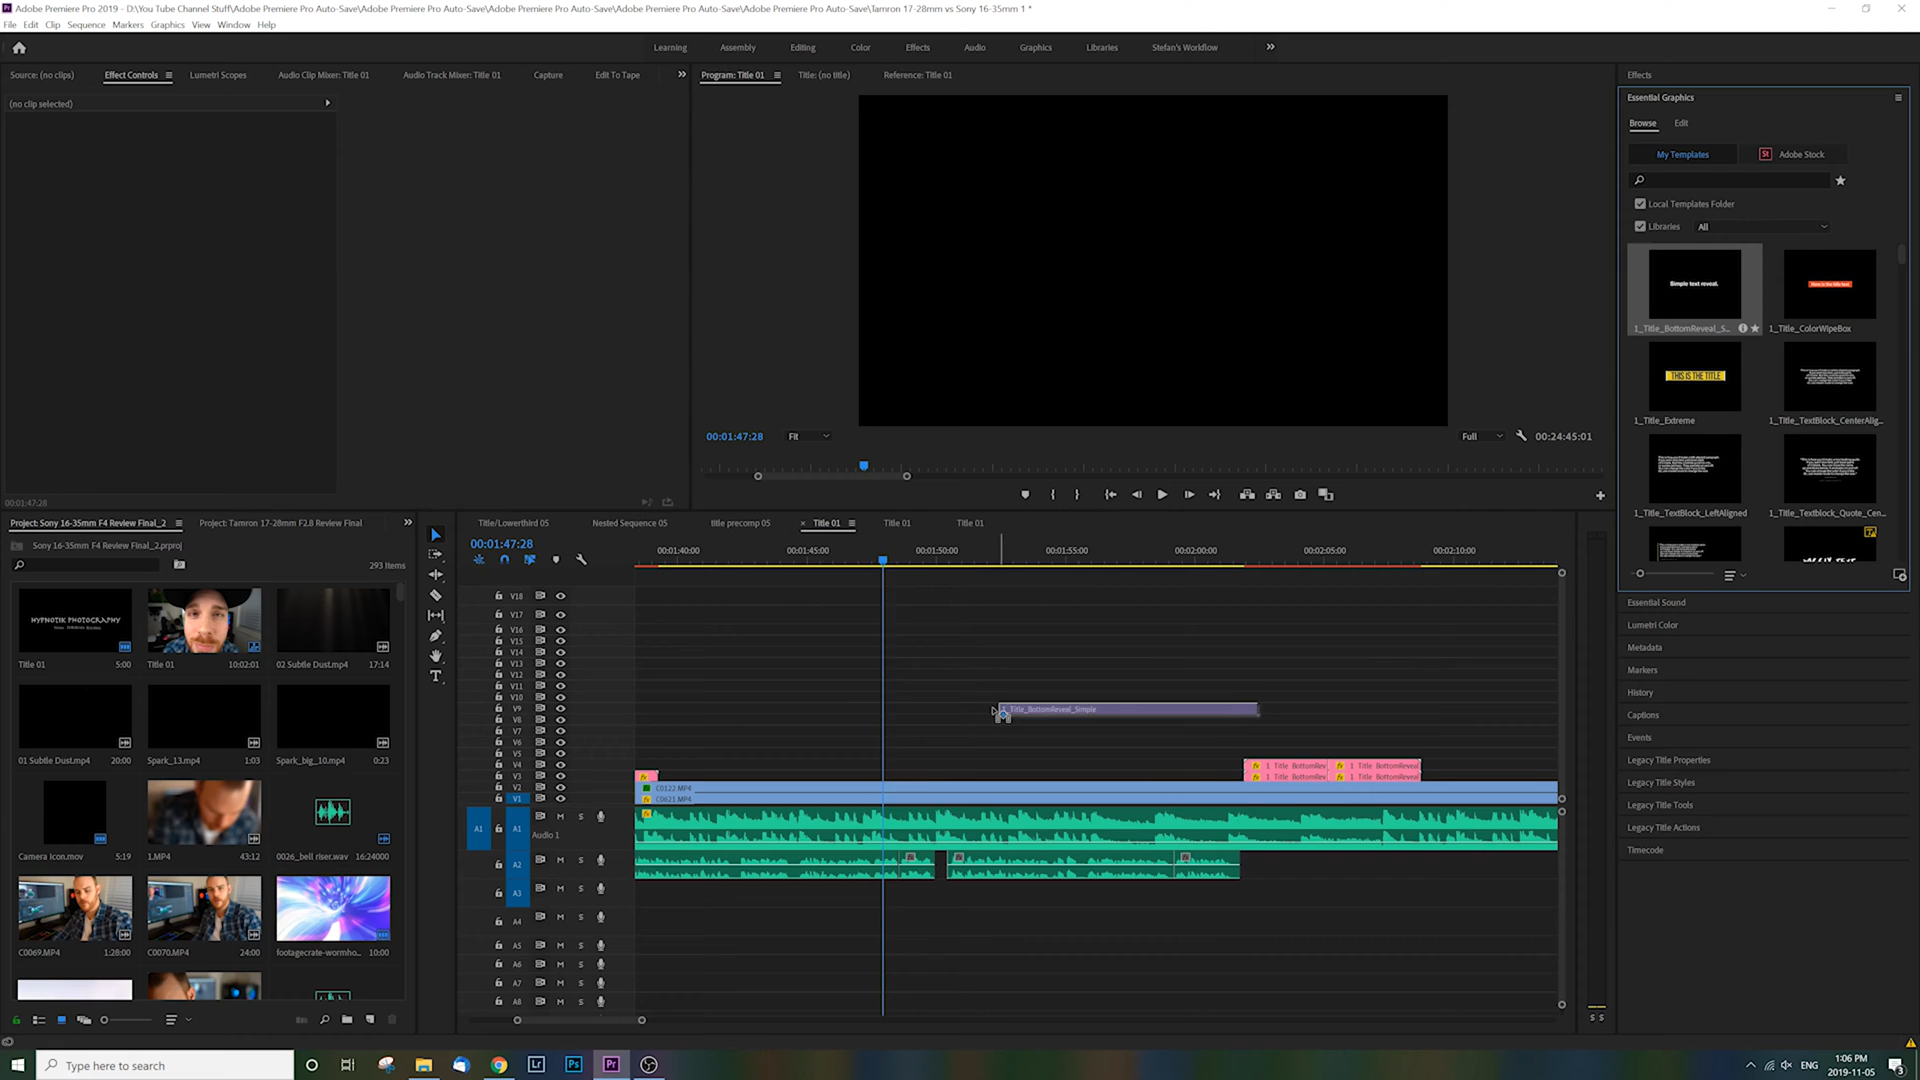 Adobe Premiere Pro 2019 - D:\You Tube Channel Stuff\Adobe Premiere Pro Auto-Save\Adobe Premiere Pro Auto-Save\Adobe Premiere Pro Auto-Save\Adobe Premiere Pro Auto-Save\Tamron 17-28mm vs Sony 16-35mm 1 *
File Edit Clip Sequence Markers Graphics View Window Help
Learning Assembly Editing Color Effects Audio Graphics Libraries Stefan's Workflow
Source: (no clips) Effect Controls Lumetri Scopes Audio Clip Mixer: Title 01 Audio Track Mixer: Title 01 Capture Edit To Tape
Program: Title 01 Title: (no title) Reference: Title 01
Effects
(no clip selected)
Essential Graphics
Browse Edit
My Templates St Adobe Stock
Local Templates Folder
Libraries All
Simple text reveal.
1_Title_BottomReveal_S...
1_Title_ColorWipeBox
THIS IS THE TITLE
1_Title_Extreme
1_Title_TextBlock_CenterAlig...
1_Title_TextBlock_LeftAligned
1_Title_TextBlock_Quote_Cen...
00:01:47:28 Fit Full 00:24:45:01
00:01:47:28
Project: Sony 16-35mm F4 Review Final_2 Project: Tamron 17-28mm F2.8 Review Final
Sony 16-35mm F4 Review Final_2.prproj
293 Items
HYPNOTIK PHOTOGRAPHY
Title 01 5:00
Title 01 10:02:01
02 Subtle Dust.mp4 17:14
01 Subtle Dust.mp4 20:00
Spark_13.mp4 1:03
Spark_big_10.mp4 0:23
Camera Icon.mov 5:19
1.MP4 43:12
0026_bell riser.wav 16:24000
C0069.MP4 1:28:00
C0070.MP4 24:00
footagecrate-wormho... 10:00
Title/Lowerthird 05 Nested Sequence 05 title precomp 05 × Title 01 Title 01 Title 01
00:01:47:28
00:01:40:00 00:01:45:00 00:01:50:00 00:01:55:00 00:02:00:00 00:02:05:00 00:02:10:00
V18
V17
V16
V15
V14
V13
V12
V11
V10
V9 1_Title_BottomReveal_Simple
V8
V7
V6
V5
V4 fx 1_Title_BottomRev fx 1_Title_BottomReveal
V3 fx fx 1_Title_BottomRev fx 1_Title_BottomReveal
V2 C0122.MP4
V1 fx C0621.MP4
A1 A1 M S
Audio 1
A2 M S
A3 M S
A4 M S
A5 M S
A6 M S
A7 M S
A8 M S
S S
Essential Sound
Lumetri Color
Metadata
Markers
History
Captions
Events
Legacy Title Properties
Legacy Title Styles
Legacy Title Tools
Legacy Title Actions
Timecode
Type here to search
Lr Ps Pr
ENG
1:06 PM
2019-11-05
3